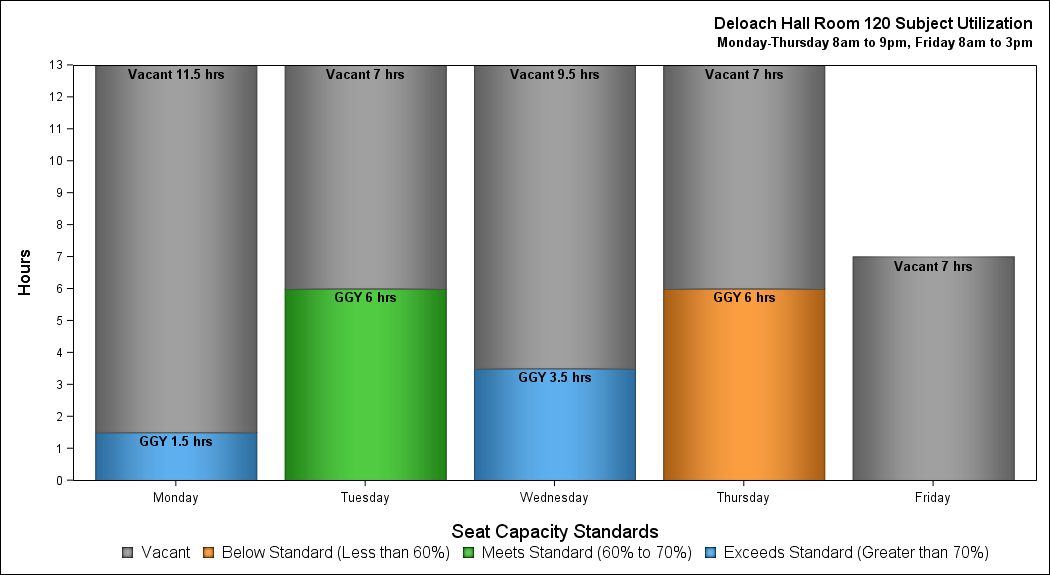 Deloach Hall Room 120 Subject Utilization
Monday-Thursday 8am to 9pm, Friday 8am to 3pm
13
12
11
10
9
8
7
6
5
4
3
2
1
0
Hours
Vacant 11.5 hrs
GGY 1.5 hrs
Vacant 7 hrs
GGY 6 hrs
Vacant 9.5 hrs
GGY 3.5 hrs
Vacant 7 hrs
GGY 6 hrs
Vacant 7 hrs
Monday Tuesday Wednesday Thursday Friday
Seat Capacity Standards
Vacant Below Standard (Less than 60%) Meets Standard (60% to 70%) Exceeds Standard (Greater than 70%)